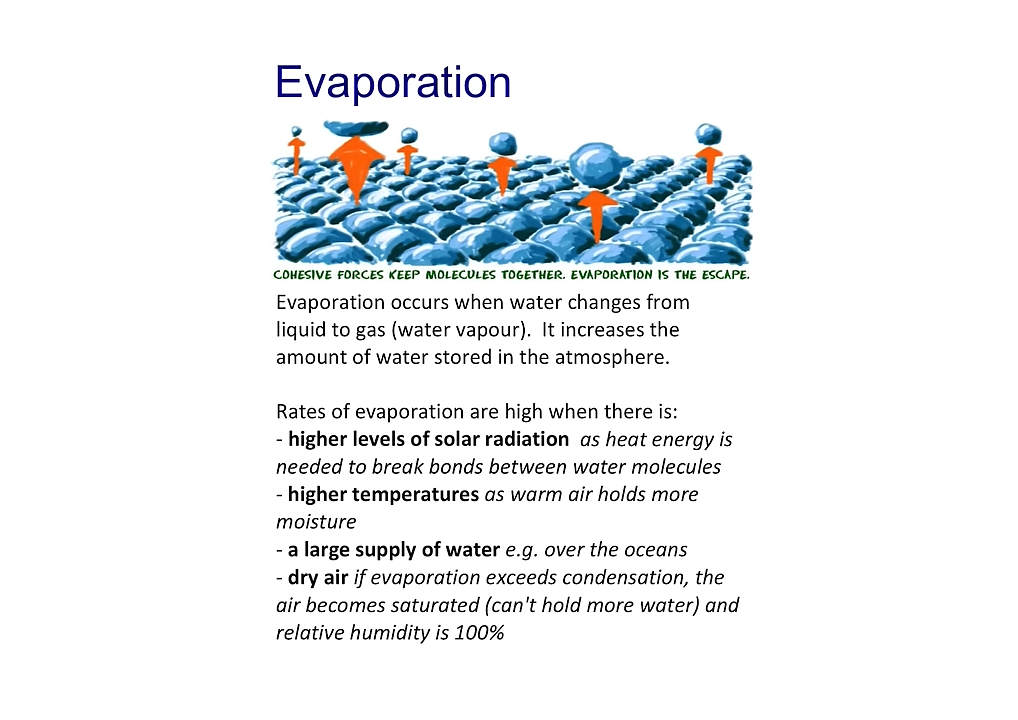 Evaporation
COHESIVE FORCES KEEP MOLECULES TOGETHER. EVAPORATION IS THE ESCAPE.
Evaporation occurs when water changes from
liquid to gas (water vapour).  It increases the
amount of water stored in the atmosphere.
Rates of evaporation are high when there is:
- higher levels of solar radiation  as heat energy is
needed to break bonds between water molecules
- higher temperatures as warm air holds more
moisture
- a large supply of water e.g. over the oceans
- dry air if evaporation exceeds condensation, the
air becomes saturated (can't hold more water) and
relative humidity is 100%